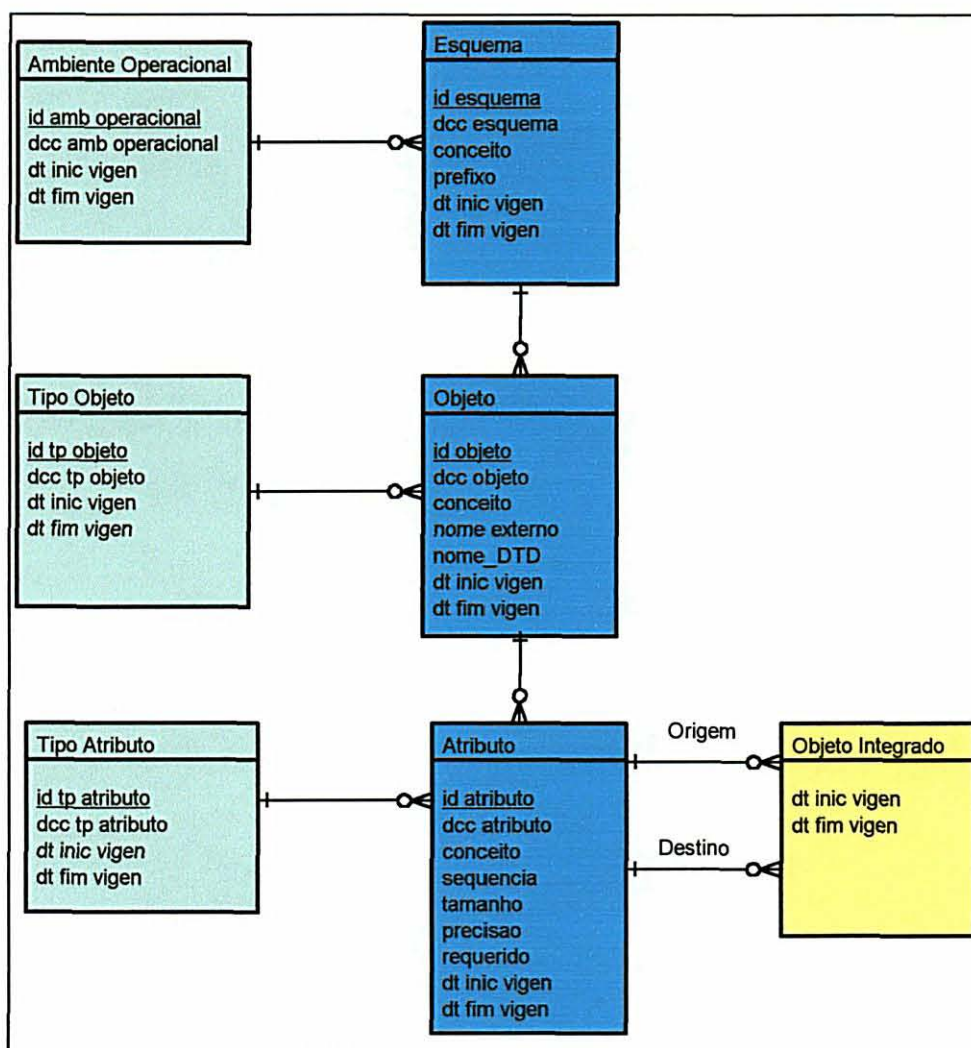 Ambiente Operacional
id amb operacional
dcc amb operacional
dt inic vigen
dt fim vigen
Esquema
id esquema
dcc esquema
conceito
prefixo
dt inic vigen
dt fim vigen
Tipo Objeto
id tp objeto
dcc tp objeto
dt inic vigen
dt fim vigen
Objeto
id objeto
dcc objeto
conceito
nome externo
nome_DTD
dt inic vigen
dt fim vigen
Tipo Atributo
id tp atributo
dcc tp atributo
dt inic vigen
dt fim vigen
Atributo
id atributo
dcc atributo
conceito
sequencia
tamanho
precisao
requerido
dt inic vigen
dt fim vigen
Origem
Destino
Objeto Integrado
dt inic vigen
dt fim vigen